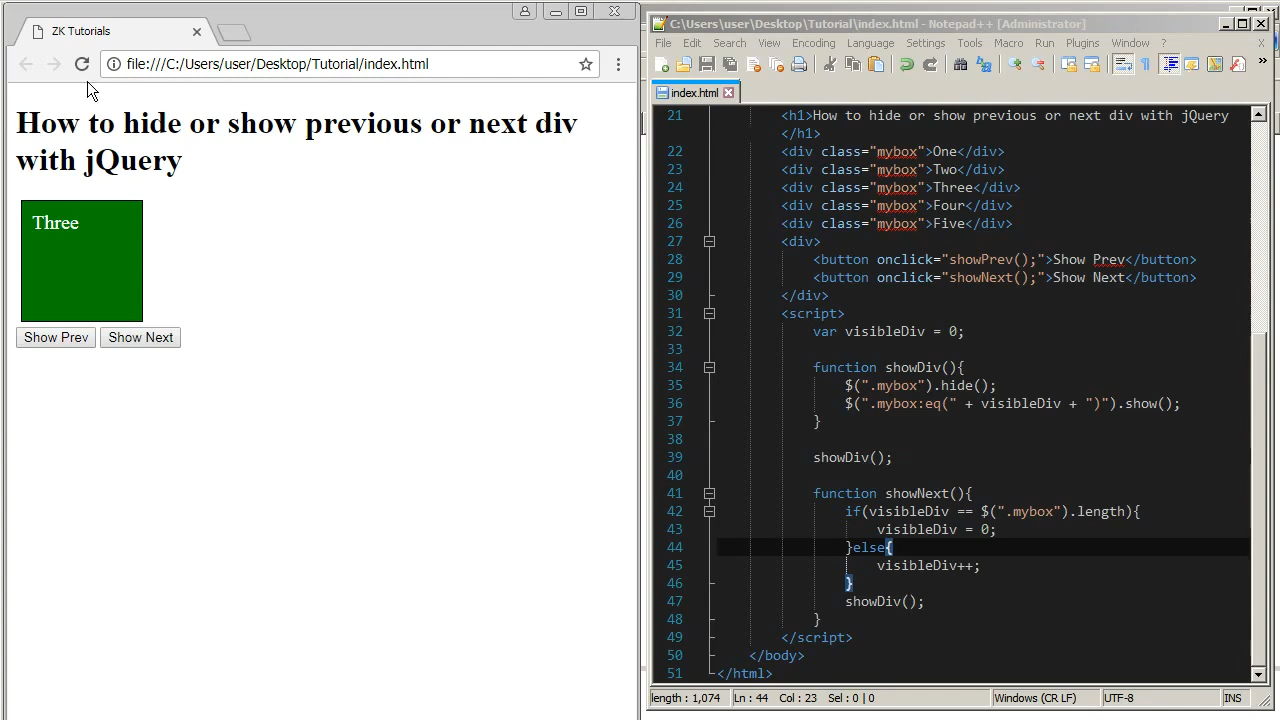 ZK Tutorials
file:///C:/Users/user/Desktop/Tutorial/index.html
How to hide or show previous or next div
with jQuery
Three
Show Prev Show Next
C:\Users\user\Desktop\Tutorial\index.html - Notepad++ [Administrator]
File Edit Search View Encoding Language Settings Tools Macro Run Plugins Window ? X
index.html
21 <h1>How to hide or show previous or next div with jQuery
</h1>
22 <div class="mybox">One</div>
23 <div class="mybox">Two</div>
24 <div class="mybox">Three</div>
25 <div class="mybox">Four</div>
26 <div class="mybox">Five</div>
27 <div>
28 <button onclick="showPrev();">Show Prev</button>
29 <button onclick="showNext();">Show Next</button>
30 </div>
31 <script>
32 var visibleDiv = 0;
33
34 function showDiv(){
35 $(".mybox").hide();
36 $(".mybox:eq(" + visibleDiv + ")").show();
37 }
38
39 showDiv();
40
41 function showNext(){
42 if(visibleDiv == $(".mybox").length){
43 visibleDiv = 0;
44 }else{
45 visibleDiv++;
46 }
47 showDiv();
48 }
49 </script>
50 </body>
51 </html>
length : 1,074 Ln : 44 Col : 23 Sel : 0 | 0 Windows (CR LF) UTF-8 INS